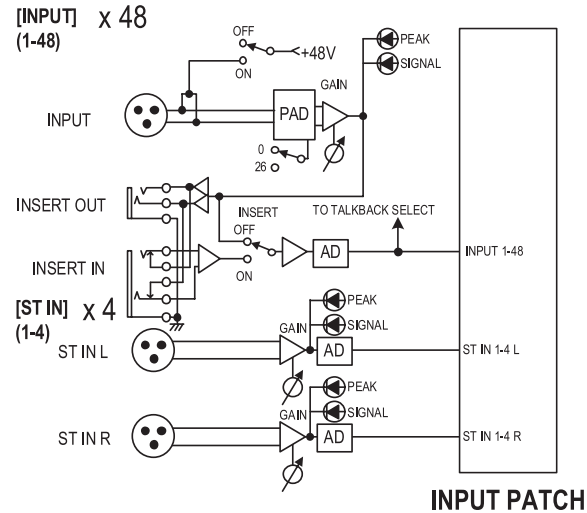 [INPUT] x 48
(1-48)
OFF
+48V
ON
PEAK
SIGNAL
GAIN
INPUT
PAD
0
26
INSERT OUT
INSERT
OFF
TO TALKBACK SELECT
AD
INPUT 1-48
INSERT IN
ON
[ST IN] x 4
(1-4)
PEAK
SIGNAL
GAIN
ST IN L
AD
ST IN 1-4 L
PEAK
SIGNAL
GAIN
ST IN R
AD
ST IN 1-4 R
INPUT PATCH